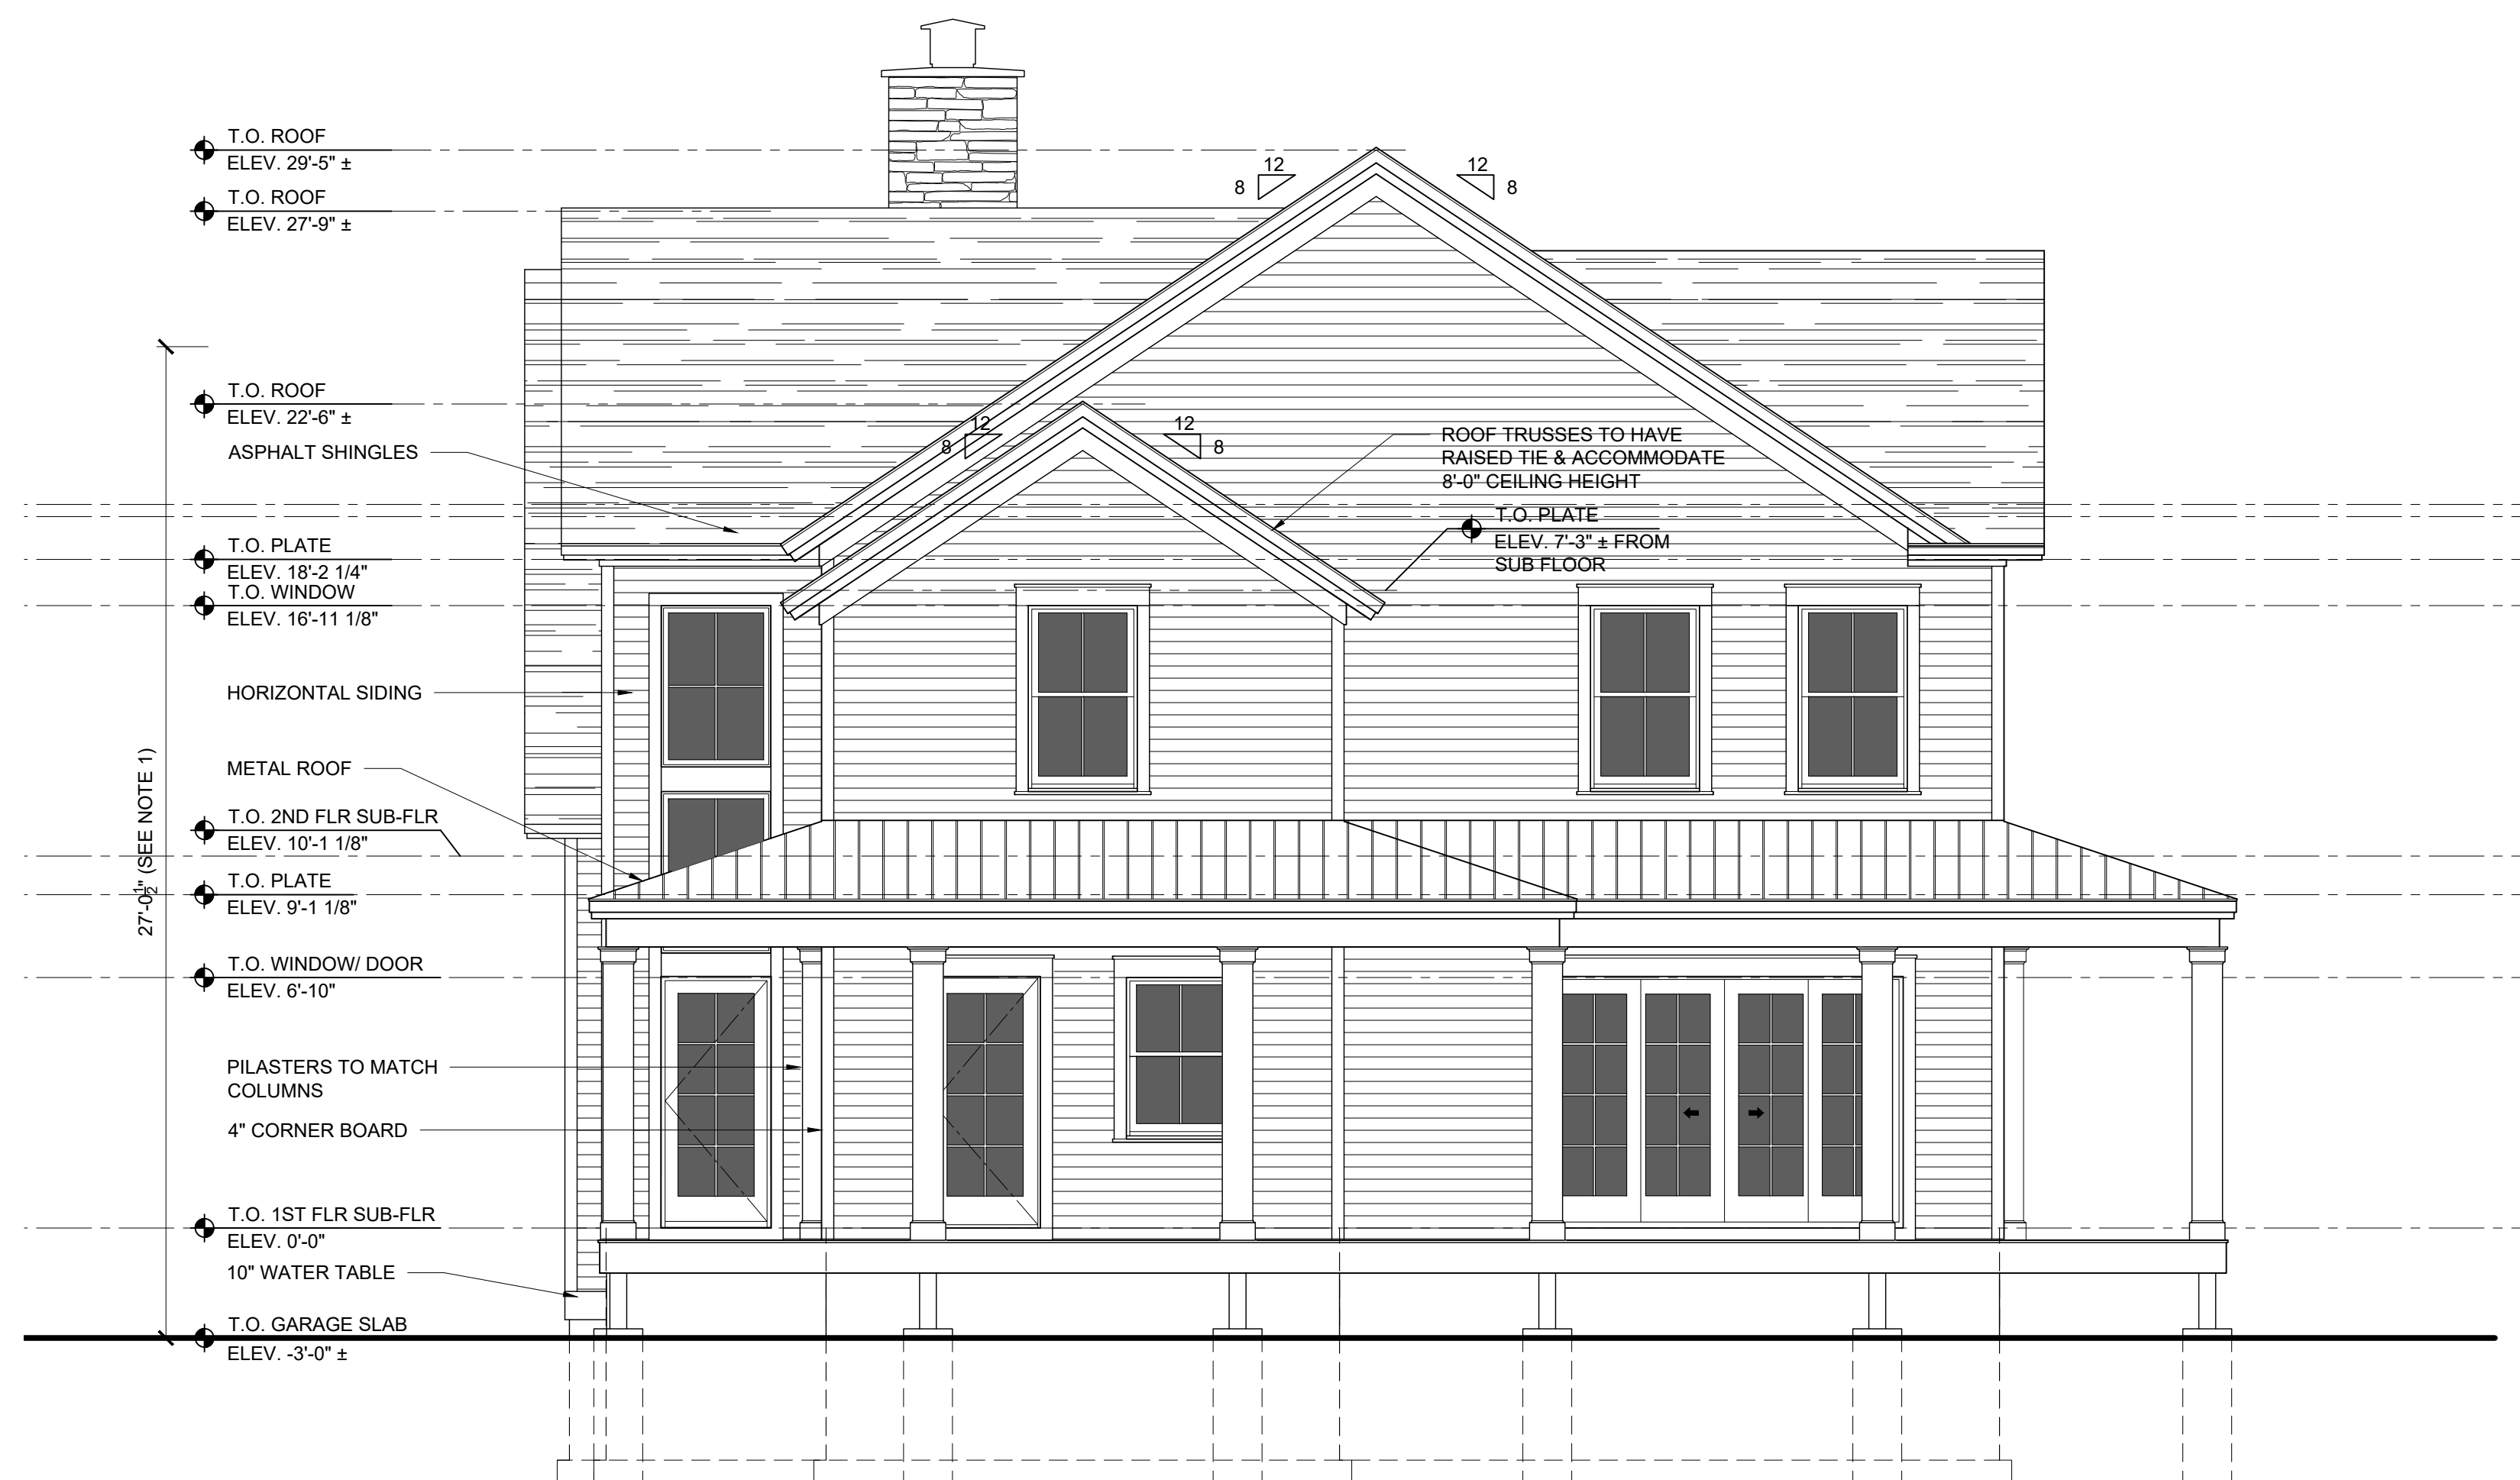 T.O. ROOF
ELEV. 29'-5" ±
T.O. ROOF
ELEV. 27'-9" ±
12
8
12
8
T.O. ROOF
ELEV. 22'-6" ±
ASPHALT SHINGLES
12
8
12
8
ROOF TRUSSES TO HAVE
RAISED TIE & ACCOMMODATE
8'-0" CEILING HEIGHT
T.O. PLATE
ELEV. 7'-3" ± FROM
SUB FLOOR
T.O. PLATE
ELEV. 18'-2 1/4"
T.O. WINDOW
ELEV. 16'-11 1/8"
HORIZONTAL SIDING
METAL ROOF
27'-0 1/2" (SEE NOTE 1)
T.O. 2ND FLR SUB-FLR
ELEV. 10'-1 1/8"
T.O. PLATE
ELEV. 9'-1 1/8"
T.O. WINDOW/ DOOR
ELEV. 6'-10"
PILASTERS TO MATCH
COLUMNS
4" CORNER BOARD
T.O. 1ST FLR SUB-FLR
ELEV. 0'-0"
10" WATER TABLE
T.O. GARAGE SLAB
ELEV. -3'-0" ±